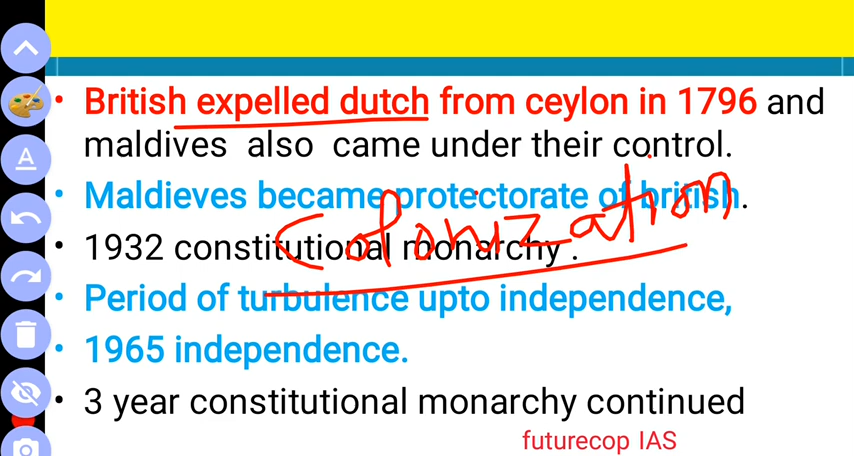 • British expelled dutch from ceylon in 1796 and
maldives also came under their control.
• Maldieves became protectorate of british.
Colonization
• 1932 constitutional monarchy .
• Period of turbulence upto independence,
• 1965 independence.
• 3 year constitutional monarchy continued
futurecop IAS
A